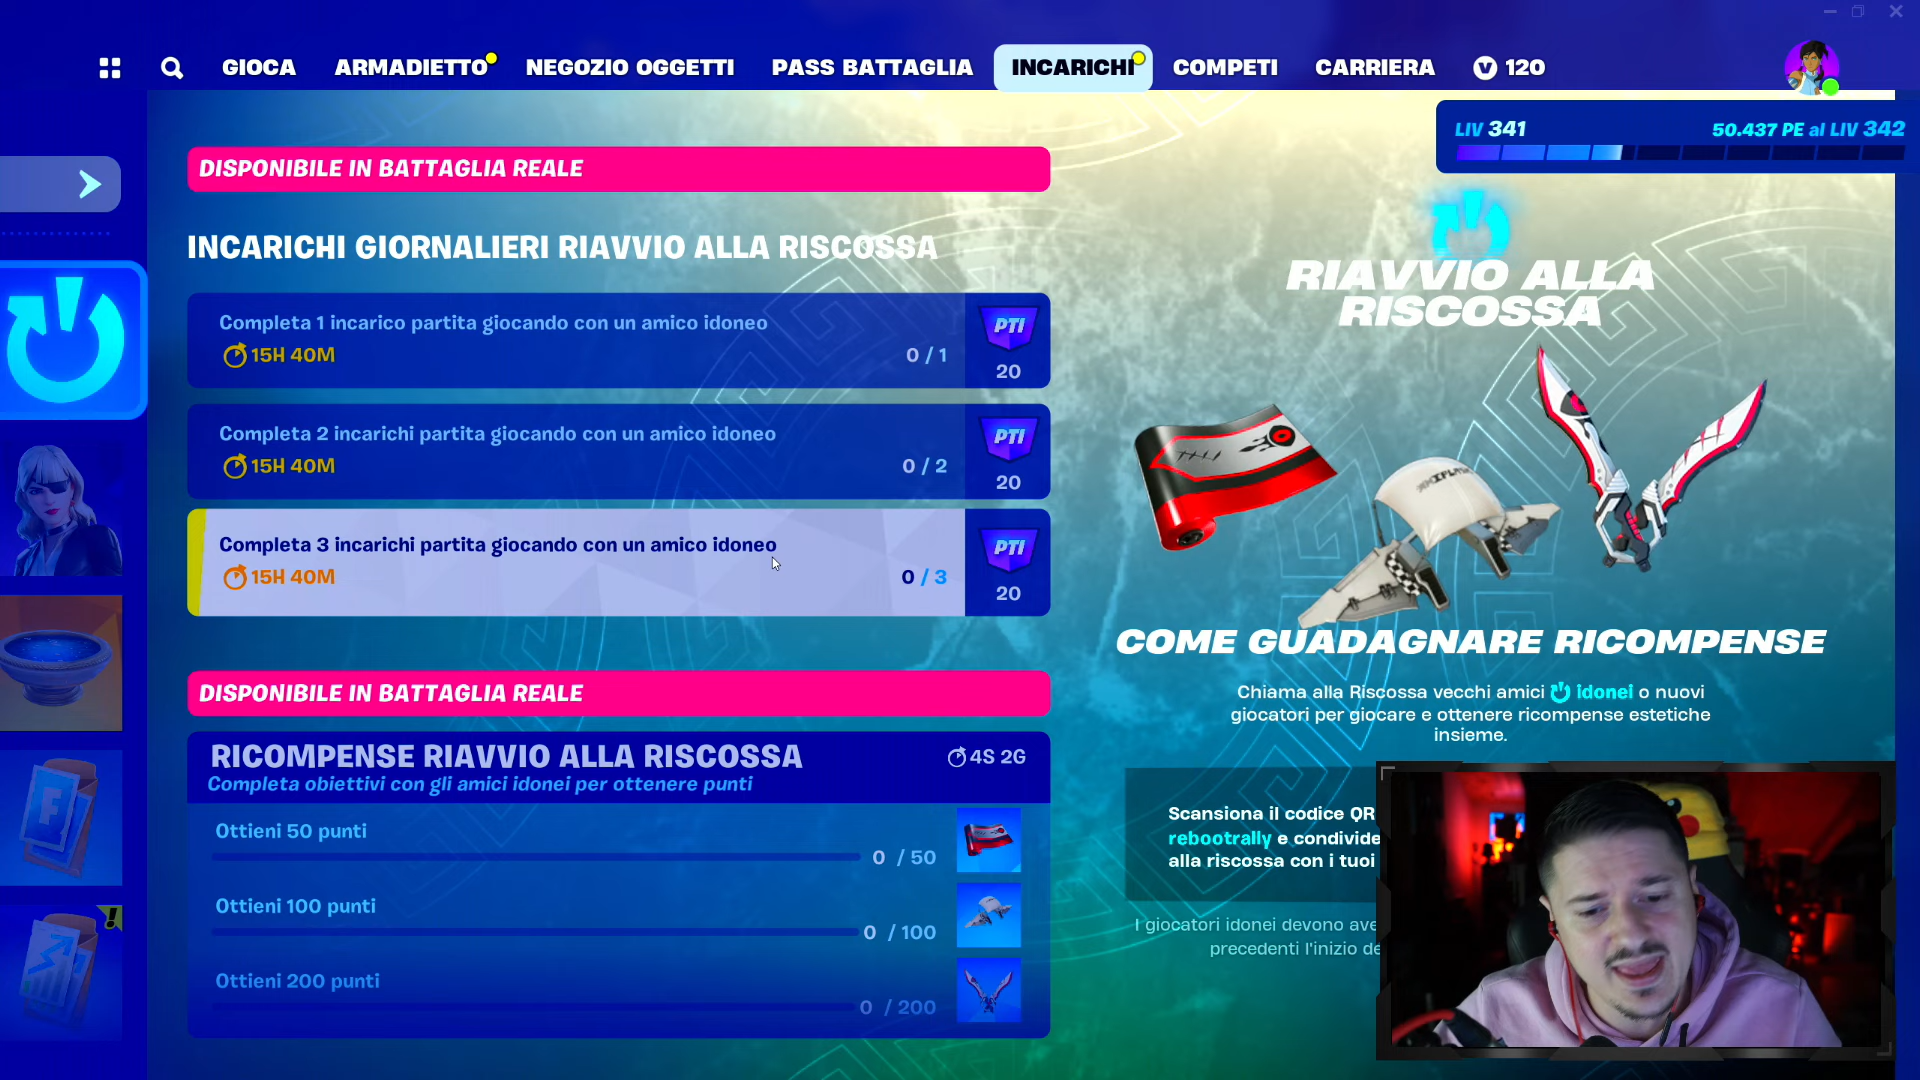 GIOCA
ARMADIETTO
NEGOZIO OGGETTI
PASS BATTAGLIA
INCARICHI
COMPETI
CARRIERA
V 120
LIV 341
50.437 PE al LIV 342
DISPONIBILE IN BATTAGLIA REALE
INCARICHI GIORNALIERI RIAVVIO ALLA RISCOSSA
Completa 1 incarico partita giocando con un amico idoneo
15H 40M
0 / 1
PTI
20
Completa 2 incarichi partita giocando con un amico idoneo
15H 40M
0 / 2
PTI
20
Completa 3 incarichi partita giocando con un amico idoneo
15H 40M
0 / 3
PTI
20
DISPONIBILE IN BATTAGLIA REALE
RICOMPENSE RIAVVIO ALLA RISCOSSA
4S 2G
Completa obiettivi con gli amici idonei per ottenere punti
Ottieni 50 punti
0 / 50
Ottieni 100 punti
0 / 100
Ottieni 200 punti
0 / 200
RIAVVIO ALLA
RISCOSSA
COME GUADAGNARE RICOMPENSE
Chiama alla Riscossa vecchi amici idonei o nuovi
giocatori per giocare e ottenere ricompense estetiche
insieme.
Scansiona il codice QR
rebootrally e condivide
alla riscossa con i tuoi
I giocatori idonei devono ave
precedenti l'inizio de